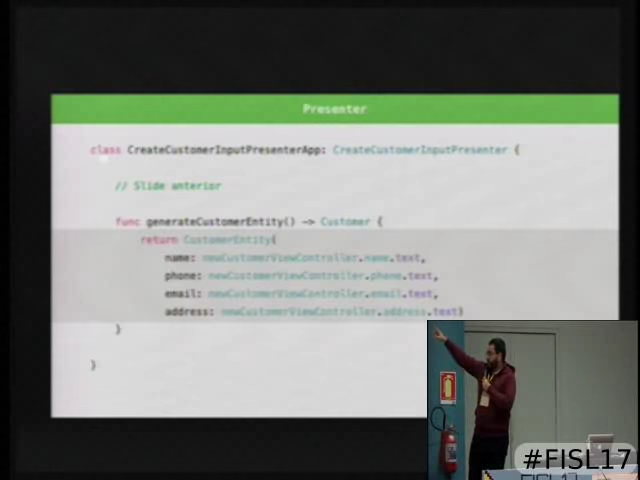 Presenter
class CreateCustomerInputPresenterApp: CreateCustomerInputPresenter {
// Slide anterior
func generateCustomerEntity() -> Customer {
return CustomerEntity(
name: newCustomerViewController.name.text,
phone: newCustomerViewController.phone.text,
email: newCustomerViewController.email.text,
address: newCustomerViewController.address.text)
}
}
#FISL17
FISL17